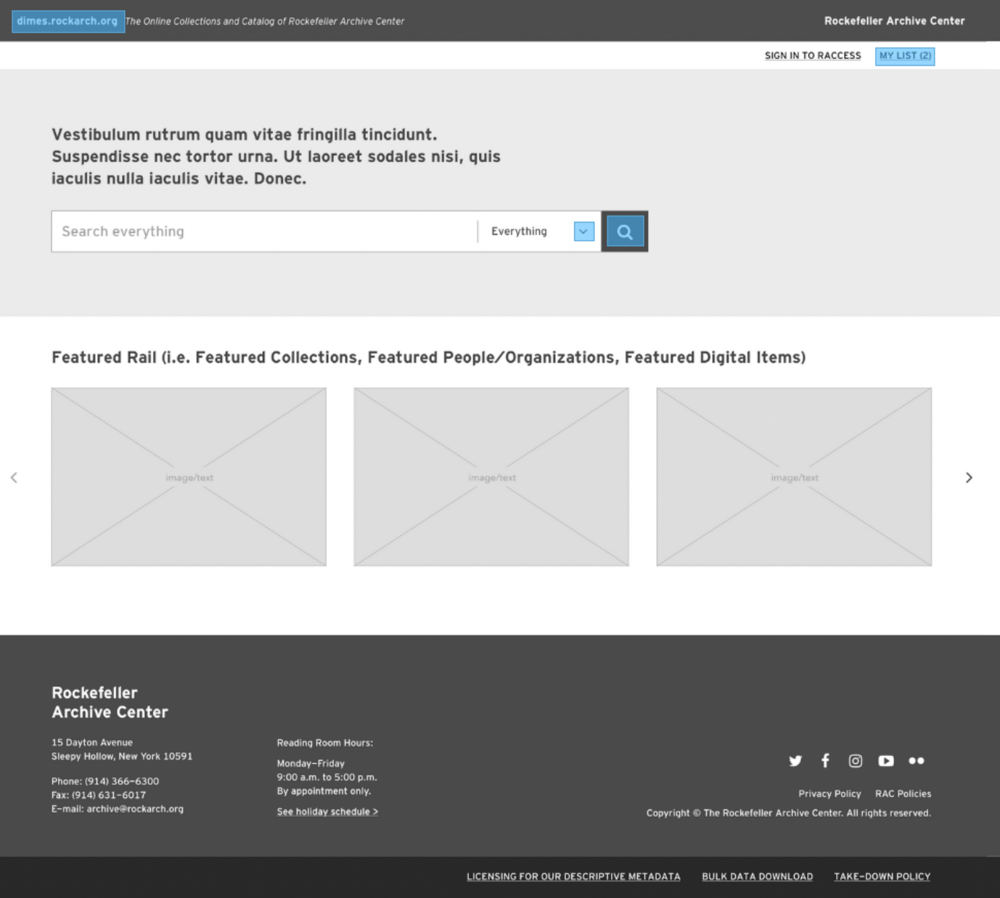 dimes.rockarch.org The Online Collections and Catalog of Rockefeller Archive Center
Rockefeller Archive Center
SIGN IN TO RACCESS MY LIST (2)
Vestibulum rutrum quam vitae fringilla tincidunt.
Suspendisse nec tortor urna. Ut laoreet sodales nisi, quis
iaculis nulla iaculis vitae. Donec.
Search everything Everything
Featured Rail (i.e. Featured Collections, Featured People/Organizations, Featured Digital Items)
image/text image/text image/text
Rockefeller
Archive Center
15 Dayton Avenue
Sleepy Hollow, New York 10591
Phone: (914) 366-6300
Fax: (914) 631-6017
E-mail: archive@rockarch.org
Reading Room Hours:
Monday-Friday
9:00 a.m. to 5:00 p.m.
By appointment only.
See holiday schedule >
Privacy Policy RAC Policies
Copyright © The Rockefeller Archive Center. All rights reserved.
LICENSING FOR OUR DESCRIPTIVE METADATA BULK DATA DOWNLOAD TAKE-DOWN POLICY